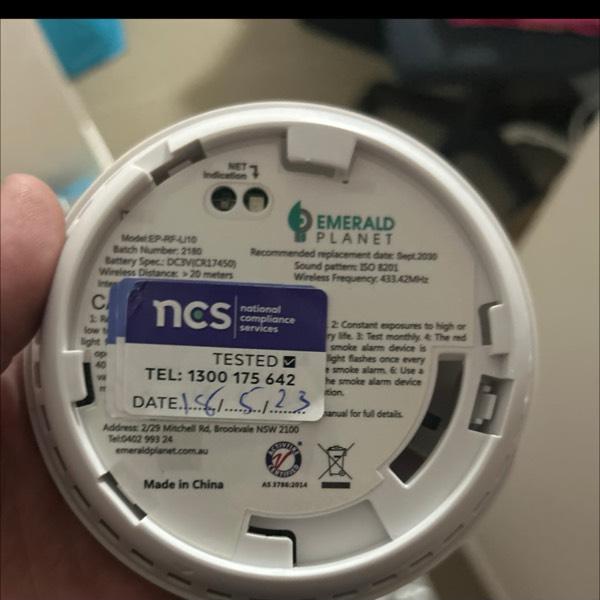 NET
Indication
EMERALD
PLANET
Model:EP-RF-Li10
Batch Number: 2180
Battery Spec.: DC3V(CR17450)
Wireless Distance: > 20 meters
Recommended replacement date: Sept.2030
Sound pattern: ISO 8201
Wireless Frequency: 433.42MHz
ncs national
compliance
services
TESTED ☑
TEL: 1300 175 642
DATE 16/5/23
2: Constant exposures to high or
ry life. 3: Test monthly. 4: The red
smoke alarm device is
light flashes once every
e smoke alarm. 6: Use a
he smoke alarm device
tion.
anual for full details.
Address: 2/29 Mitchell Rd, Brookvale NSW 2100
Tel:0402 993 24
emeraldplanet.com.au
Made in China
AS 3786:2014